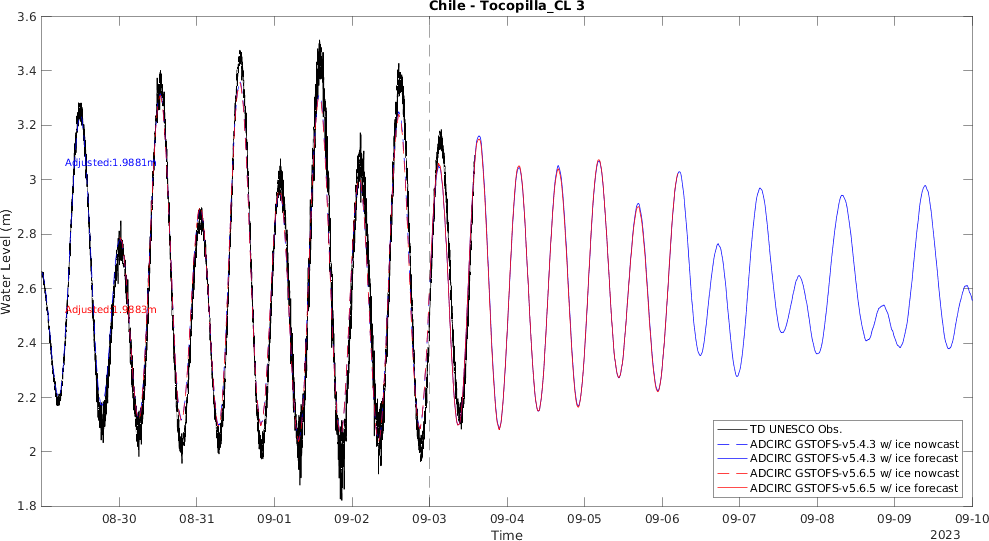 Chile - Tocopilla_CL 3
3.6
3.4
3.2
3
2.8
2.6
2.4
2.2
2
1.8
Water Level (m)
Adjusted:1.9881m
Adjusted:1.9883m
TD UNESCO Obs.
ADCIRC GSTOFS-v5.4.3 w/ ice nowcast
ADCIRC GSTOFS-v5.4.3 w/ ice forecast
ADCIRC GSTOFS-v5.6.5 w/ ice nowcast
ADCIRC GSTOFS-v5.6.5 w/ ice forecast
08-30 08-31 09-01 09-02 09-03 09-04 09-05 09-06 09-07 09-08 09-09 09-10
Time
2023